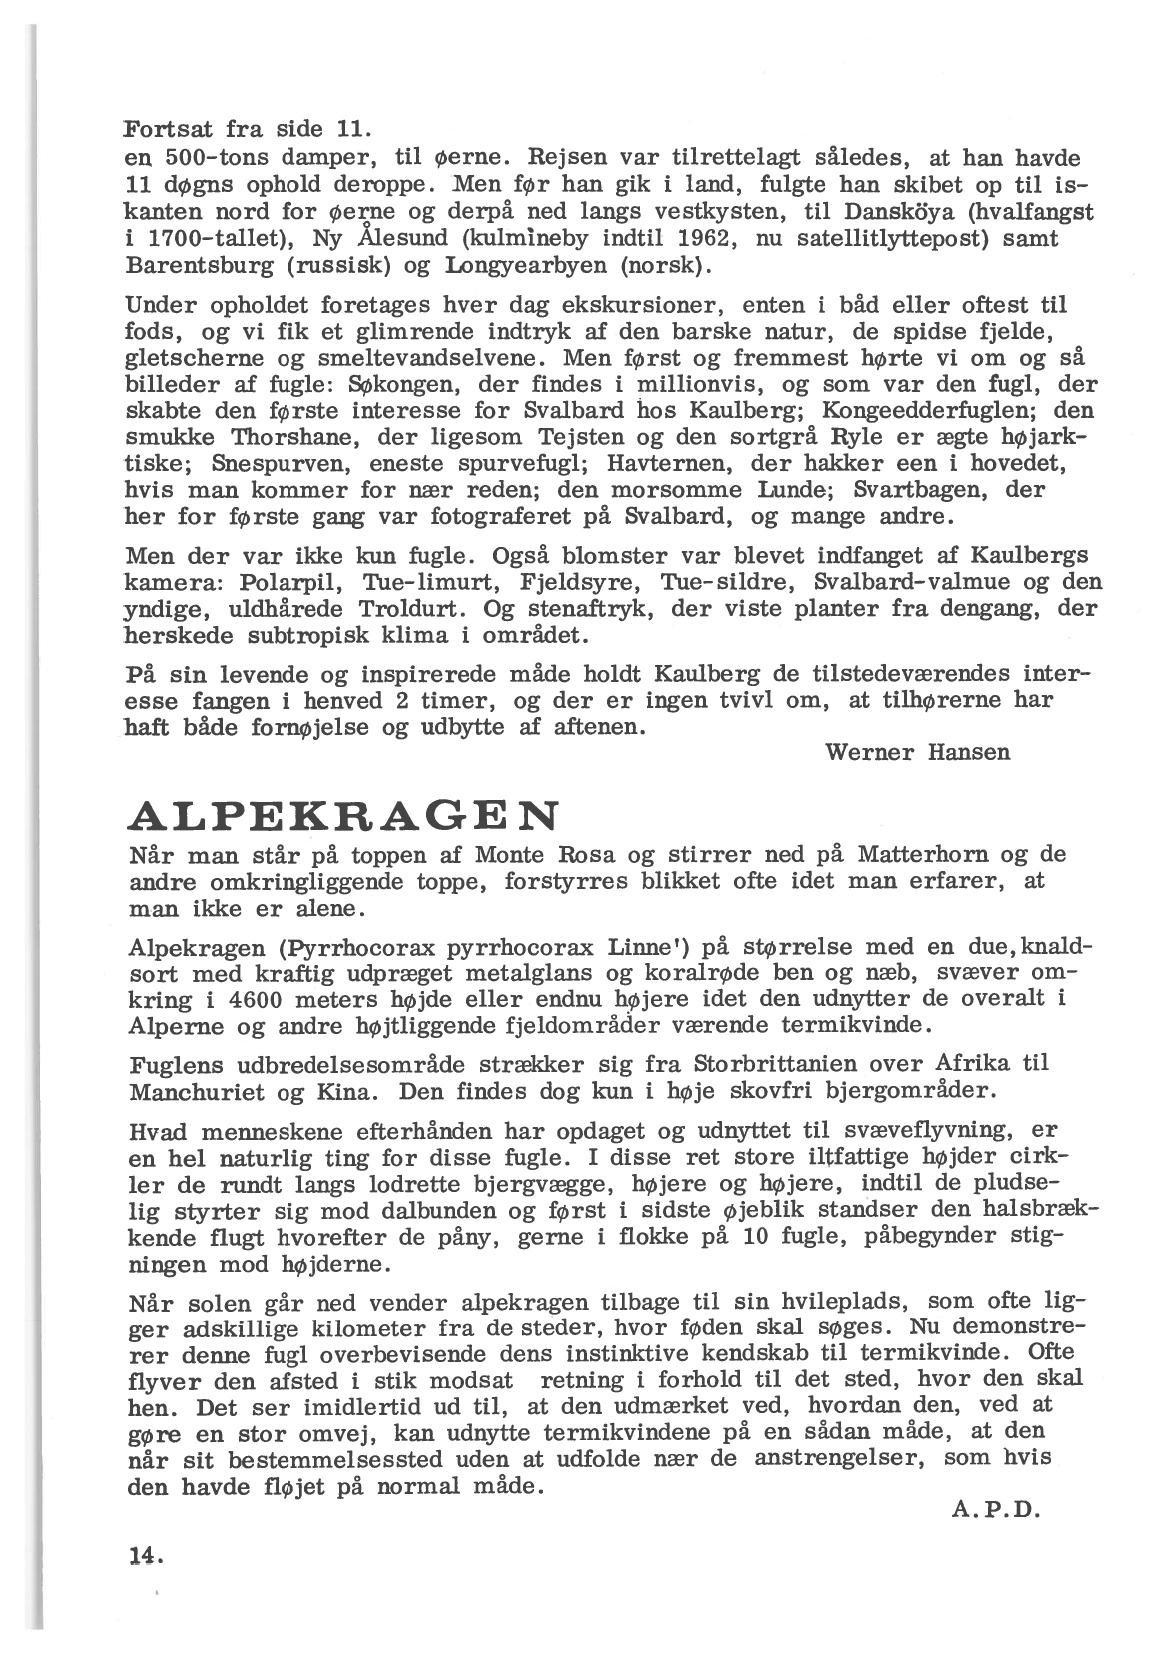 Fortsat fra side 11.
en 500-tons damper, til øerne. Rejsen var tilrettelagt således, at han havde
11 døgns ophold deroppe. Men før han gik i land, fulgte han skibet op til is-
kanten nord for øerne og derpå ned langs vestkysten, til Dansköya (hvalfangst
i 1700-tallet), Ny Ålesund (kulmineby indtil 1962, nu satellitlyttepost) samt
Barentsburg (russisk) og Longyearbyen (norsk).
Under opholdet foretages hver dag ekskursioner, enten i båd eller oftest til
fods, og vi fik et glimrende indtryk af den barske natur, de spidse fjelde,
gletscherne og smeltevandselvene. Men først og fremmest hørte vi om og så
billeder af fugle: Søkongen, der findes i millionvis, og som var den fugl, der
skabte den første interesse for Svalbard hos Kaulberg; Kongeedderfuglen; den
smukke Thorshane, der ligesom Tejsten og den sortgrå Ryle er ægte højark-
tiske; Snespurven, eneste spurvefugl; Havternen, der hakker een i hovedet,
hvis man kommer for nær reden; den morsomme Lunde; Svartbagen, der
her for første gang var fotograferet på Svalbard, og mange andre.
Men der var ikke kun fugle. Også blomster var blevet indfanget af Kaulbergs
kamera: Polarpil, Tue-limurt, Fjeldsyre, Tue-sildre, Svalbard-valmue og den
yndige, uldhårede Troldurt. Og stenaftryk, der viste planter fra dengang, der
herskede subtropisk klima i området.
På sin levende og inspirerede måde holdt Kaulberg de tilstedeværendes inter-
esse fangen i henved 2 timer, og der er ingen tvivl om, at tilhørerne har
haft både fornøjelse og udbytte af aftenen.
Werner Hansen
ALPEKRAGEN
Når man står på toppen af Monte Rosa og stirrer ned på Matterhorn og de
andre omkringliggende toppe, forstyrres blikket ofte idet man erfarer, at
man ikke er alene.
Alpekragen (Pyrrhocorax pyrrhocorax Linne') på størrelse med en due, knald-
sort med kraftig udpræget metalglans og koralrøde ben og næb, svæver om-
kring i 4600 meters højde eller endnu højere idet den udnytter de overalt i
Alperne og andre højtliggende fjeldområder værende termikvinde.
Fuglens udbredelsesområde strækker sig fra Storbrittanien over Afrika til
Manchuriet og Kina. Den findes dog kun i høje skovfri bjergområder.
Hvad menneskene efterhånden har opdaget og udnyttet til svæveflyvning, er
en hel naturlig ting for disse fugle. I disse ret store iltfattige højder cirk-
ler de rundt langs lodrette bjergvægge, højere og højere, indtil de pludse-
lig styrter sig mod dalbunden og først i sidste øjeblik standser den halsbræk-
kende flugt hvorefter de påny, gerne i flokke på 10 fugle, påbegynder stig-
ningen mod højderne.
Når solen går ned vender alpekragen tilbage til sin hvileplads, som ofte lig-
ger adskillige kilometer fra de steder, hvor føden skal søges. Nu demonstre-
rer denne fugl overbevisende dens instinktive kendskab til termikvinde. Ofte
flyver den afsted i stik modsat retning i forhold til det sted, hvor den skal
hen. Det ser imidlertid ud til, at den udmærket ved, hvordan den, ved at
gøre en stor omvej, kan udnytte termikvindene på en sådan måde, at den
når sit bestemmelsessted uden at udfolde nær de anstrengelser, som hvis
den havde fløjet på normal måde.
A.P.D.
14.